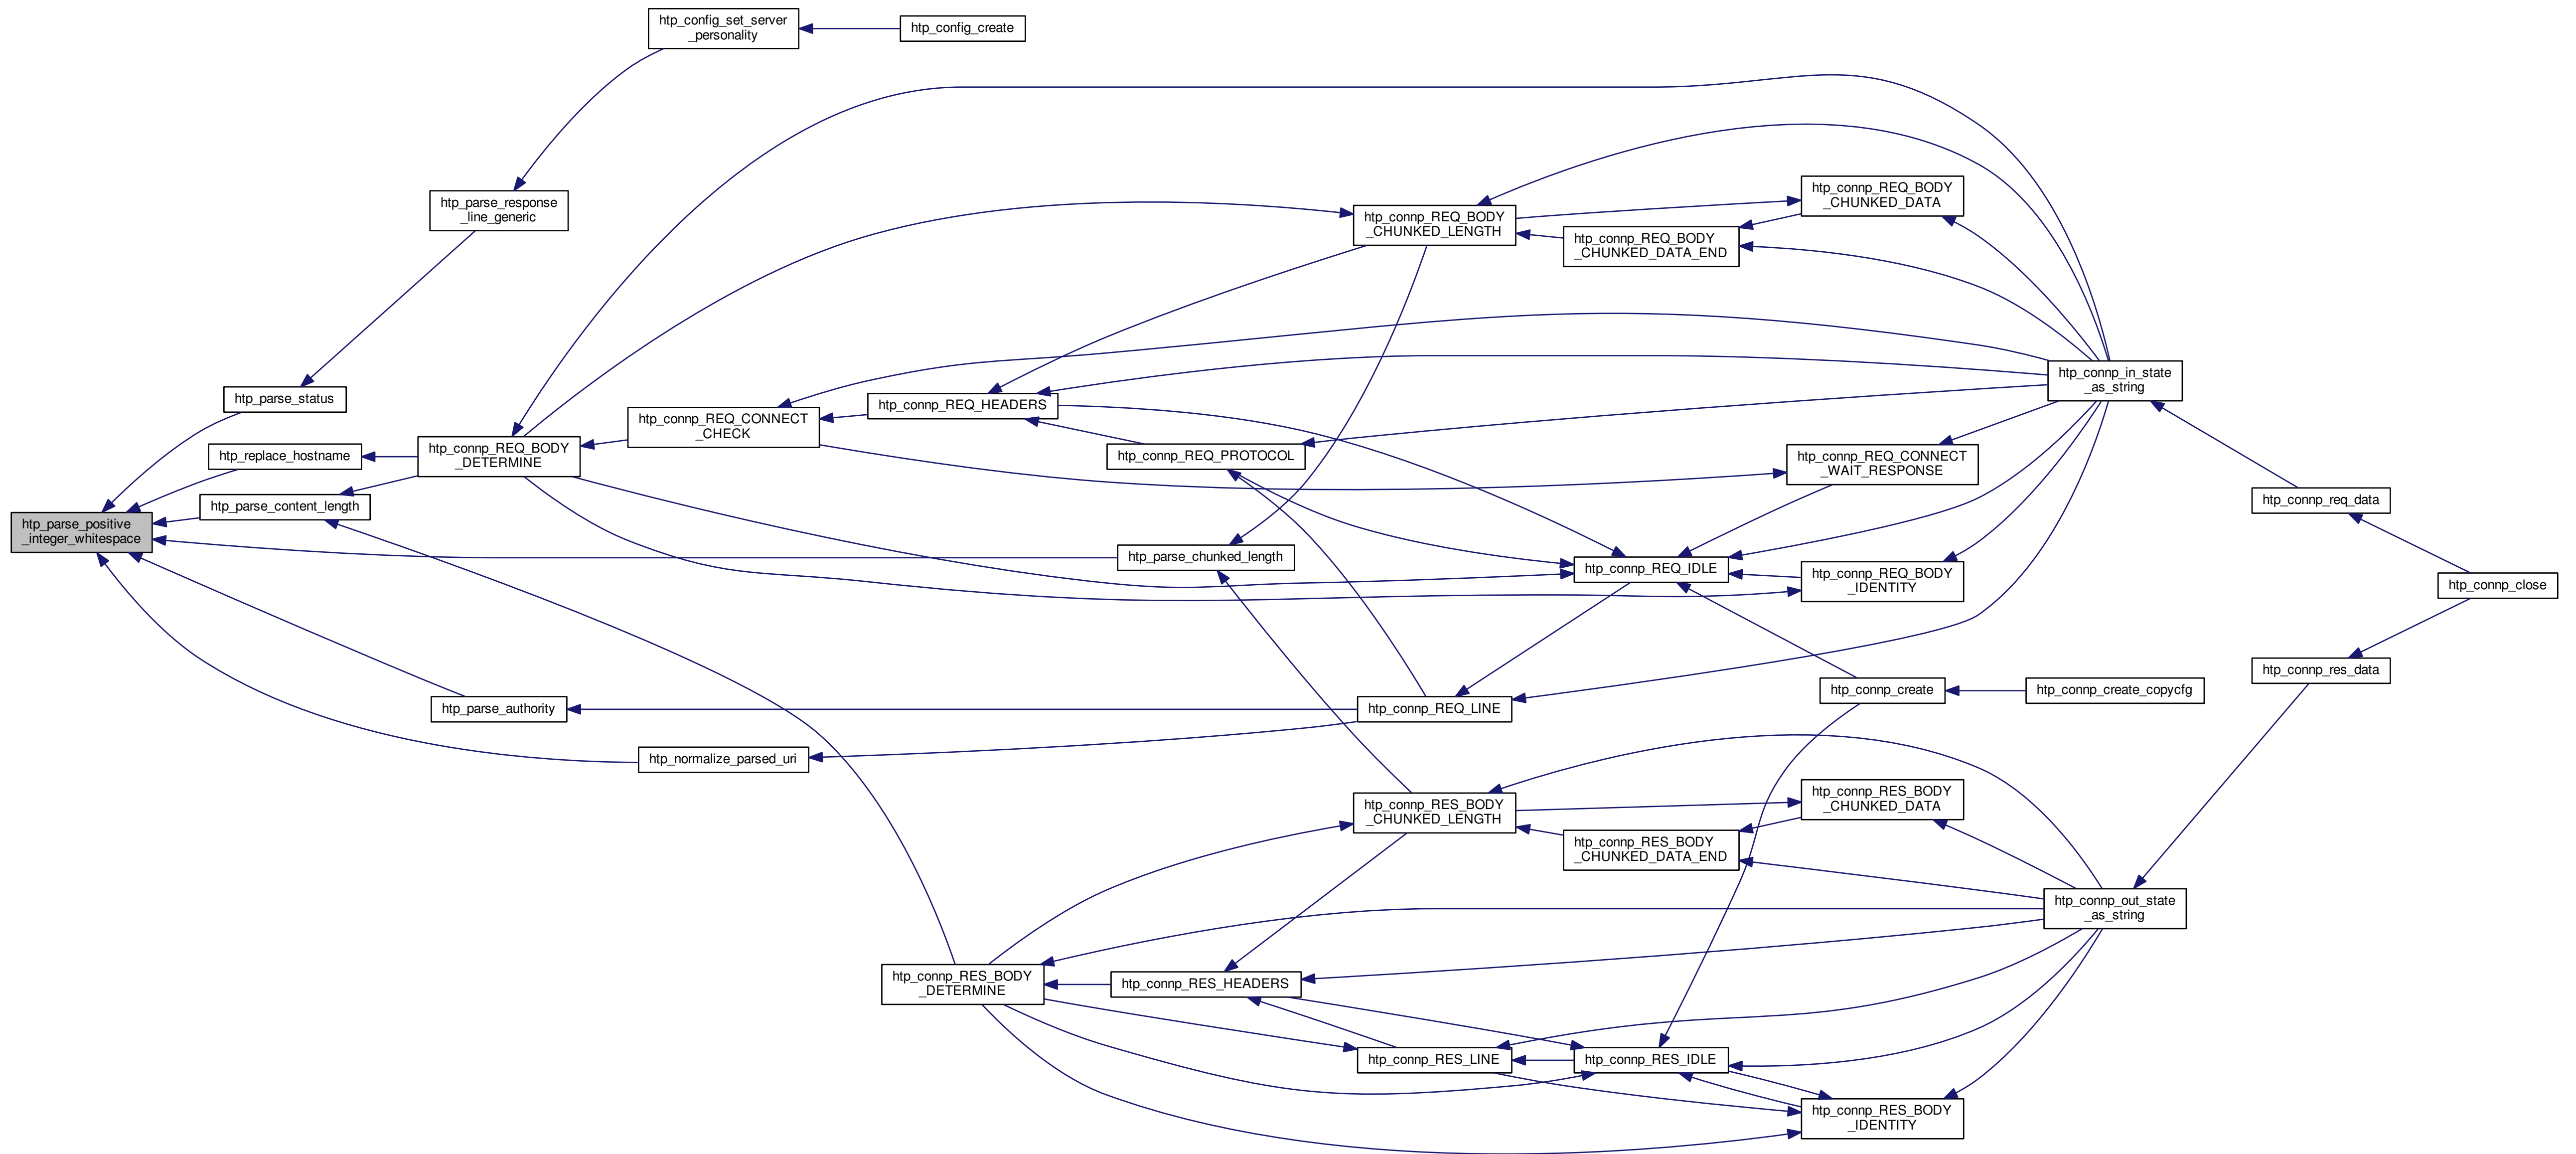 htp_config_set_server
_personality
htp_config_create
htp_parse_response
_line_generic
htp_connp_REQ_BODY
_CHUNKED_DATA
htp_connp_REQ_BODY
_CHUNKED_LENGTH
htp_connp_REQ_BODY
_CHUNKED_DATA_END
htp_connp_in_state
_as_string
htp_parse_status
htp_connp_REQ_HEADERS
htp_connp_REQ_CONNECT
_CHECK
htp_replace_hostname
htp_connp_REQ_BODY
_DETERMINE
htp_connp_REQ_PROTOCOL
htp_connp_REQ_CONNECT
_WAIT_RESPONSE
htp_parse_content_length
htp_connp_req_data
htp_parse_positive
_integer_whitespace
htp_parse_chunked_length
htp_connp_REQ_IDLE
htp_connp_REQ_BODY
_IDENTITY
htp_connp_close
htp_connp_res_data
htp_connp_create
htp_connp_create_copycfg
htp_parse_authority
htp_connp_REQ_LINE
htp_normalize_parsed_uri
htp_connp_RES_BODY
_CHUNKED_DATA
htp_connp_RES_BODY
_CHUNKED_LENGTH
htp_connp_RES_BODY
_CHUNKED_DATA_END
htp_connp_out_state
_as_string
htp_connp_RES_BODY
_DETERMINE
htp_connp_RES_HEADERS
htp_connp_RES_LINE
htp_connp_RES_IDLE
htp_connp_RES_BODY
_IDENTITY